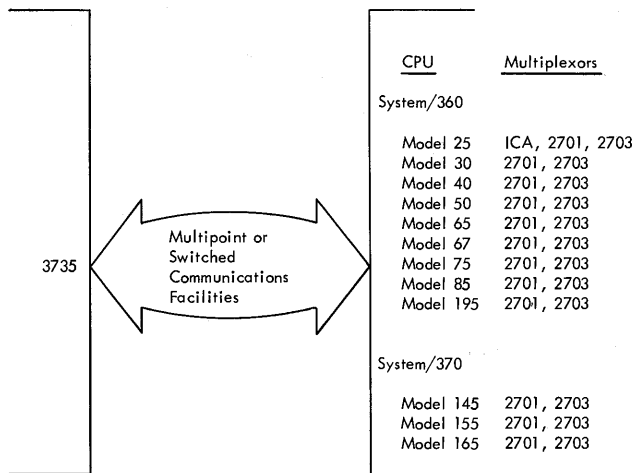 CPU Multiplexors
System/360
Model 25 ICA, 2701, 2703
Model 30 2701, 2703
Model 40 2701, 2703
Model 50 2701, 2703
Model 65 2701, 2703
Model 67 2701, 2703
Model 75 2701, 2703
Model 85 2701, 2703
Model 195 2701, 2703
3735
Multipoint or
Switched
Communications
Facilities
System/370
Model 145 2701, 2703
Model 155 2701, 2703
Model 165 2701, 2703